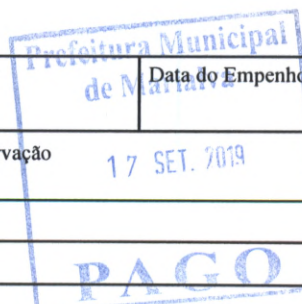 Prefeitura Municipal
de Marialva
Data do Empenho
rvação
17 SET. 2019
PAGO